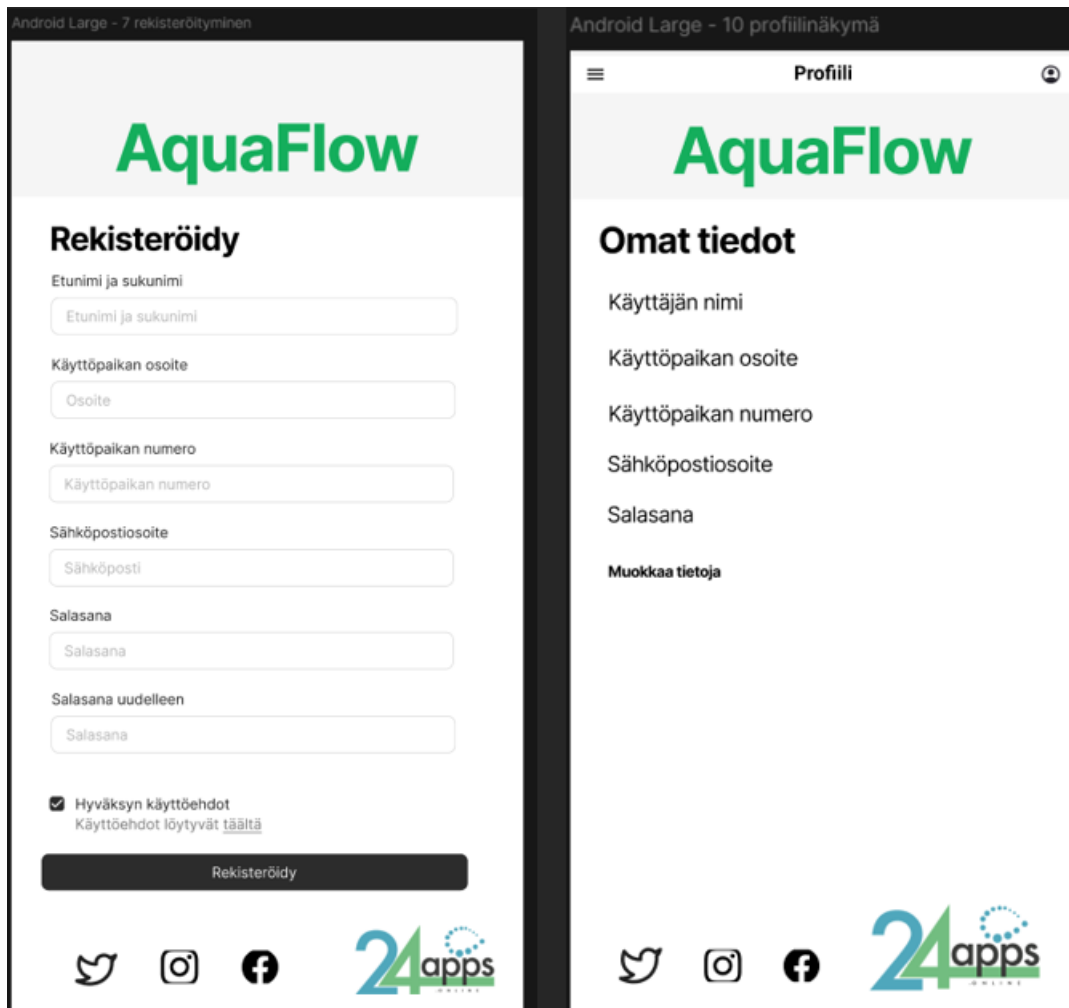 Android Large - 7 rekisteröityminen
AquaFlow
Rekisteröidy
Etunimi ja sukunimi
Etunimi ja sukunimi
Käyttöpaikan osoite
Osoite
Käyttöpaikan numero
Käyttöpaikan numero
Sähköpostiosoite
Sähköposti
Salasana
Salasana
Salasana uudelleen
Salasana
Hyväksyn käyttöehdot
Käyttöehdot löytyvät täältä
Rekisteröidy
24apps
ONLINE
Android Large - 10 profiilinäkymä
Profiili
AquaFlow
Omat tiedot
Käyttäjän nimi
Käyttöpaikan osoite
Käyttöpaikan numero
Sähköpostiosoite
Salasana
Muokkaa tietoja
24apps
ONLINE